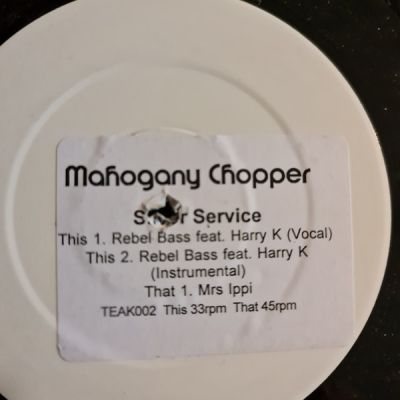 Mahogany Chopper
Service
This 1. Rebel Bass feat. Harry K (Vocal)
This 2. Rebel Bass feat. Harry K
(Instrumental)
That 1. Mrs Ippi
TEAK002 This 33rpm That 45rpm